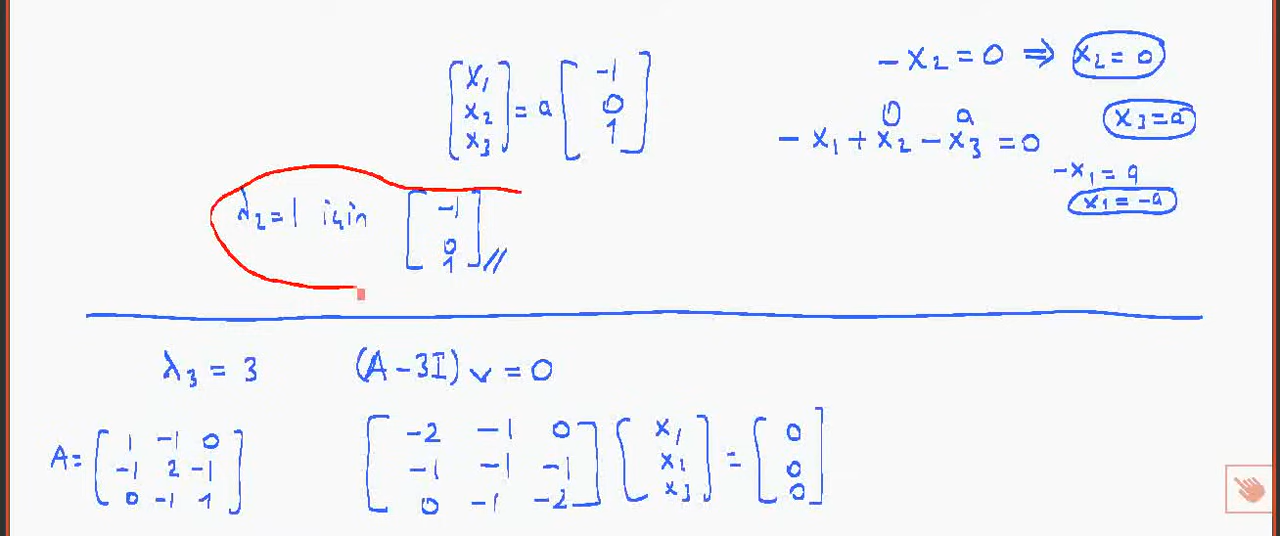 [x₁ x₂ x₃] = a [-1 0 1]
-x₂ = 0 ⇒ x₂ = 0
0 a
x₃ = a
-x₁ + x₂ - x₃ = 0
-x₁ = a
x₁ = -a
λ₂ = 1 için [-1 0 1] //
λ₃ = 3 (A - 3I) v = 0
A = [1 -1 0
-1 2 -1
0 -1 1]
[-2 -1 0
-1 -1 -1
0 -1 -2] [x₁ x₂ x₃] = [0 0 0]